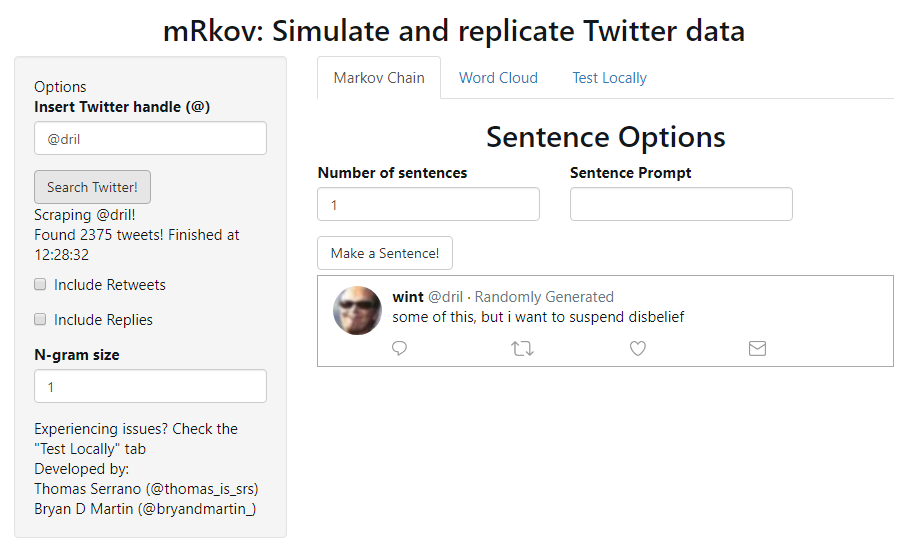 mRkov: Simulate and replicate Twitter data
Options
Insert Twitter handle (@)
@dril
Search Twitter!
Scraping @dril!
Found 2375 tweets! Finished at
12:28:32
Include Retweets
Include Replies
N-gram size
1
Experiencing issues? Check the
"Test Locally" tab
Developed by:
Thomas Serrano (@thomas_is_srs)
Bryan D Martin (@bryandmartin_)
Markov Chain
Word Cloud
Test Locally
Sentence Options
Number of sentences
1
Sentence Prompt
Make a Sentence!
wint @dril · Randomly Generated
some of this, but i want to suspend disbelief